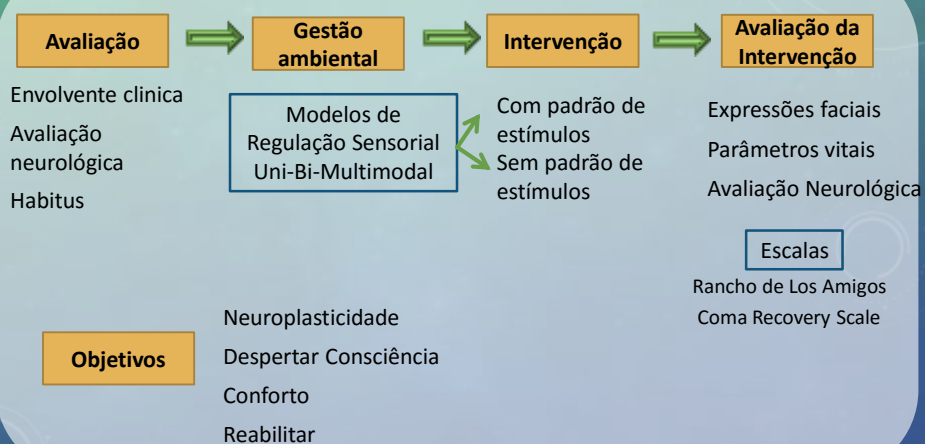 Avaliação
Gestão
ambiental
Intervenção
Avaliação da
Intervenção
Envolvente clinica
Avaliação
neurológica
Habitus
Modelos de
Regulação Sensorial
Uni-Bi-Multimodal
Com padrão de
estímulos
Sem padrão de
estímulos
Expressões faciais
Parâmetros vitais
Avaliação Neurológica
Escalas
Rancho de Los Amigos
Coma Recovery Scale
Objetivos
Neuroplasticidade
Despertar Consciência
Conforto
Reabilitar